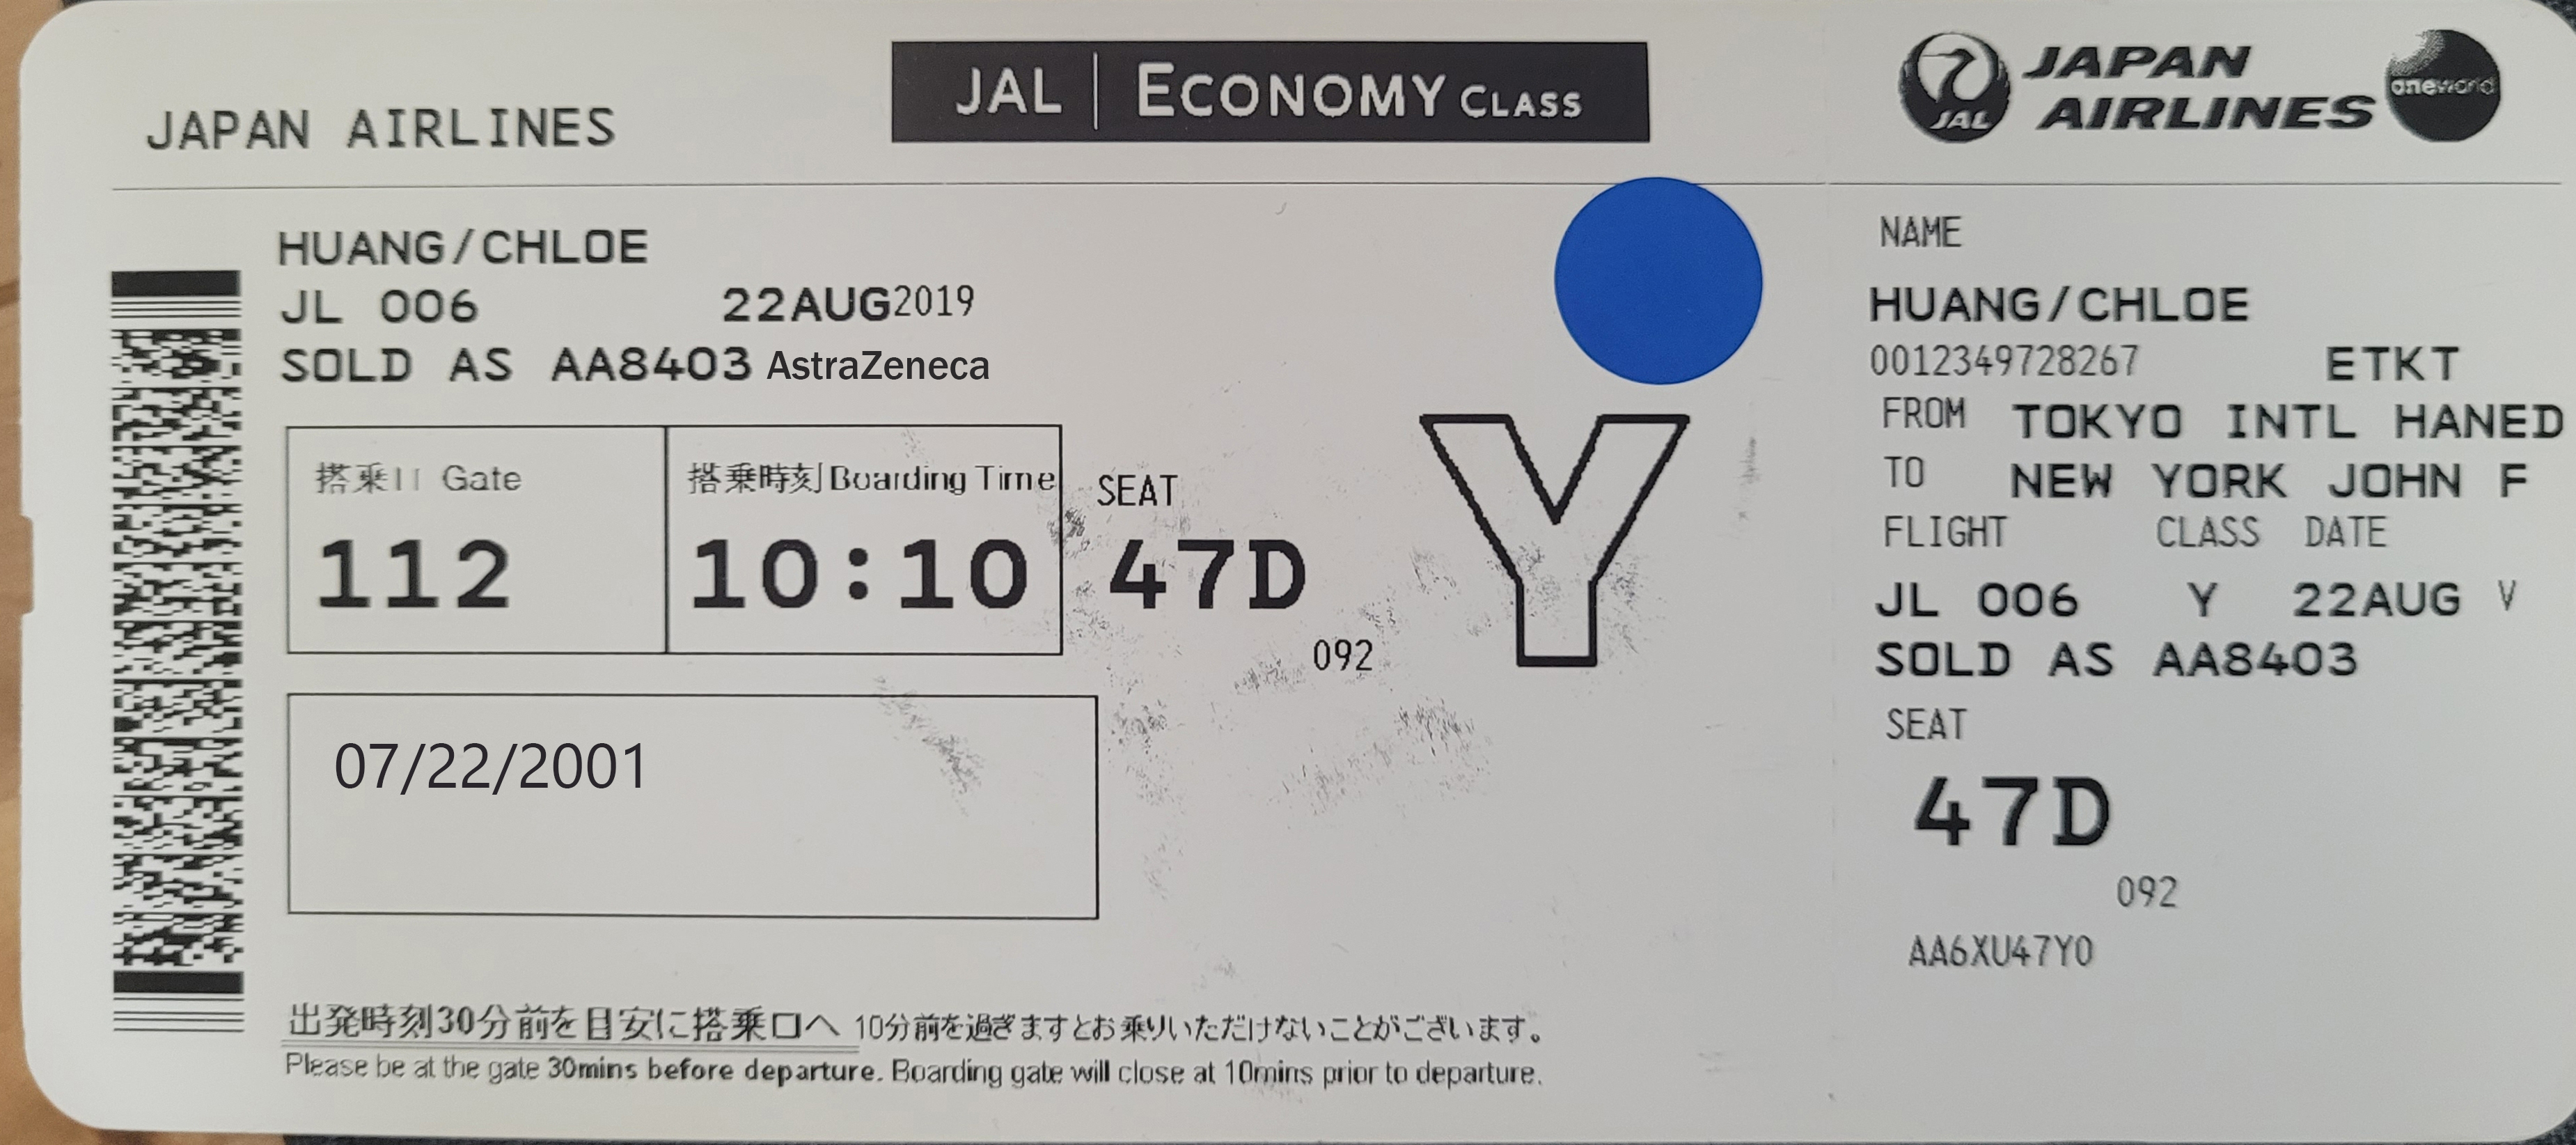 JAPAN AIRLINES
JAL | ECONOMY CLASS
HUANG/CHLOE
JL 006 22AUG2019
SOLD AS AA8403 AstraZeneca
搭乗口 Gate
搭乗時刻 Boarding Time
SEAT
112
10:10
47D
092
Y
07/22/2001
出発時刻30分前を目安に搭乗口へ 10分前を過ぎますとお乗りいただけないことがございます。
Please be at the gate 30mins before departure. Boarding gate will close at 10mins prior to departure.
JAL
JAPAN
AIRLINES
oneworld
NAME
HUANG/CHLOE
0012349728267 ETKT
FROM TOKYO INTL HANED
TO NEW YORK JOHN F
FLIGHT CLASS DATE
JL 006 Y 22AUG V
SOLD AS AA8403
SEAT
47D
092
AA6XU47Y0